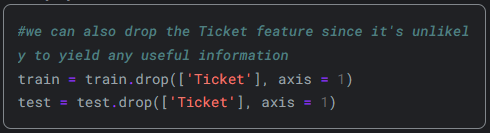 #we can also drop the Ticket feature since it's unlikel
y to yield any useful information
train = train.drop(['Ticket'], axis = 1)
test = test.drop(['Ticket'], axis = 1)